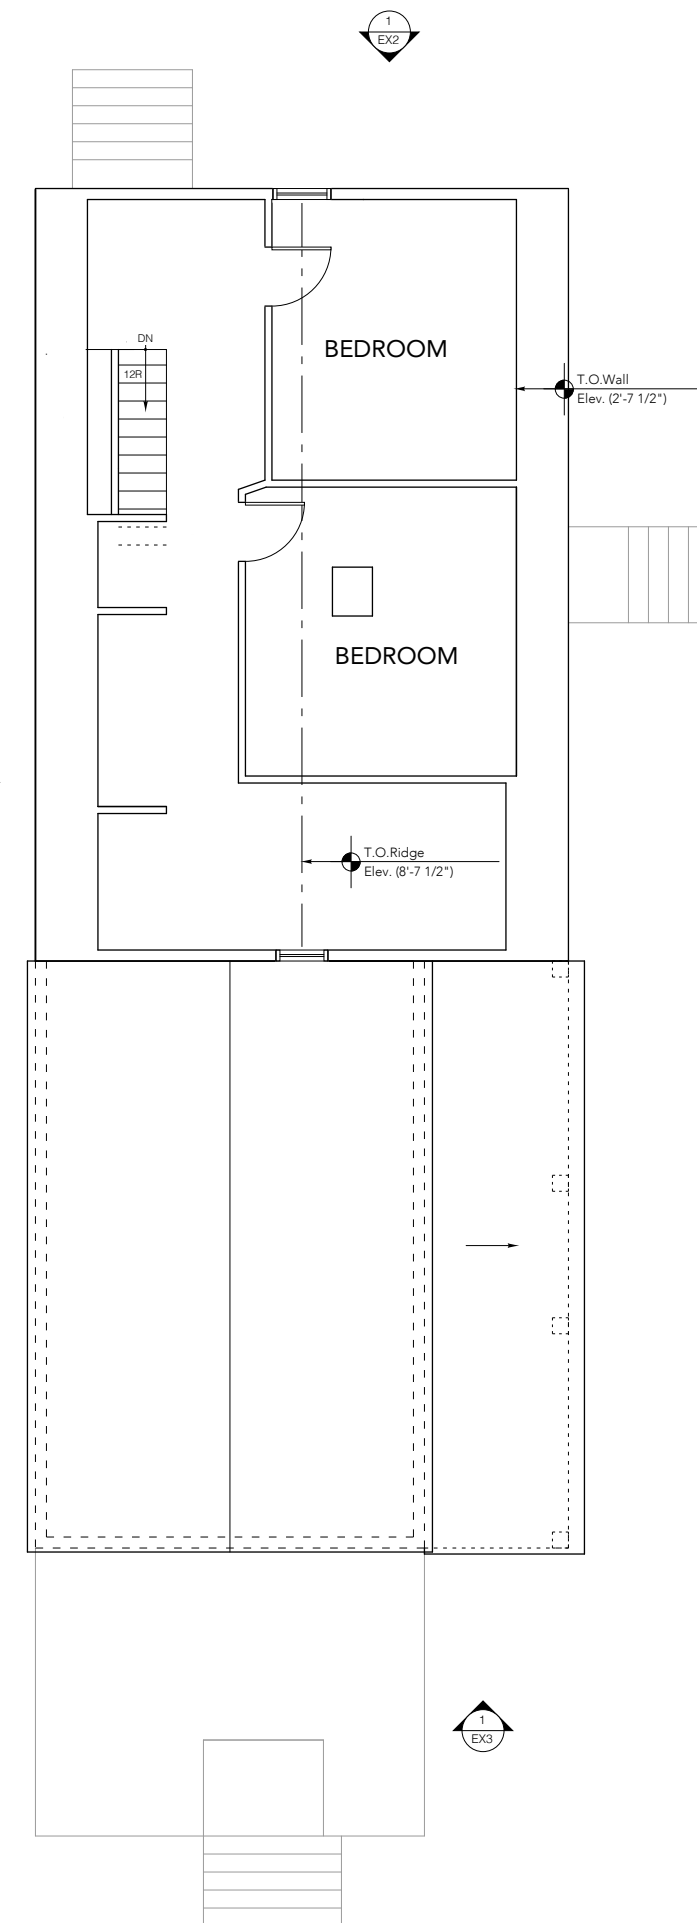 1
EX2
DN
12R
BEDROOM
T.O.Wall
Elev. (2'-7 1/2")
BEDROOM
T.O.Ridge
Elev. (8'-7 1/2")
1
EX3